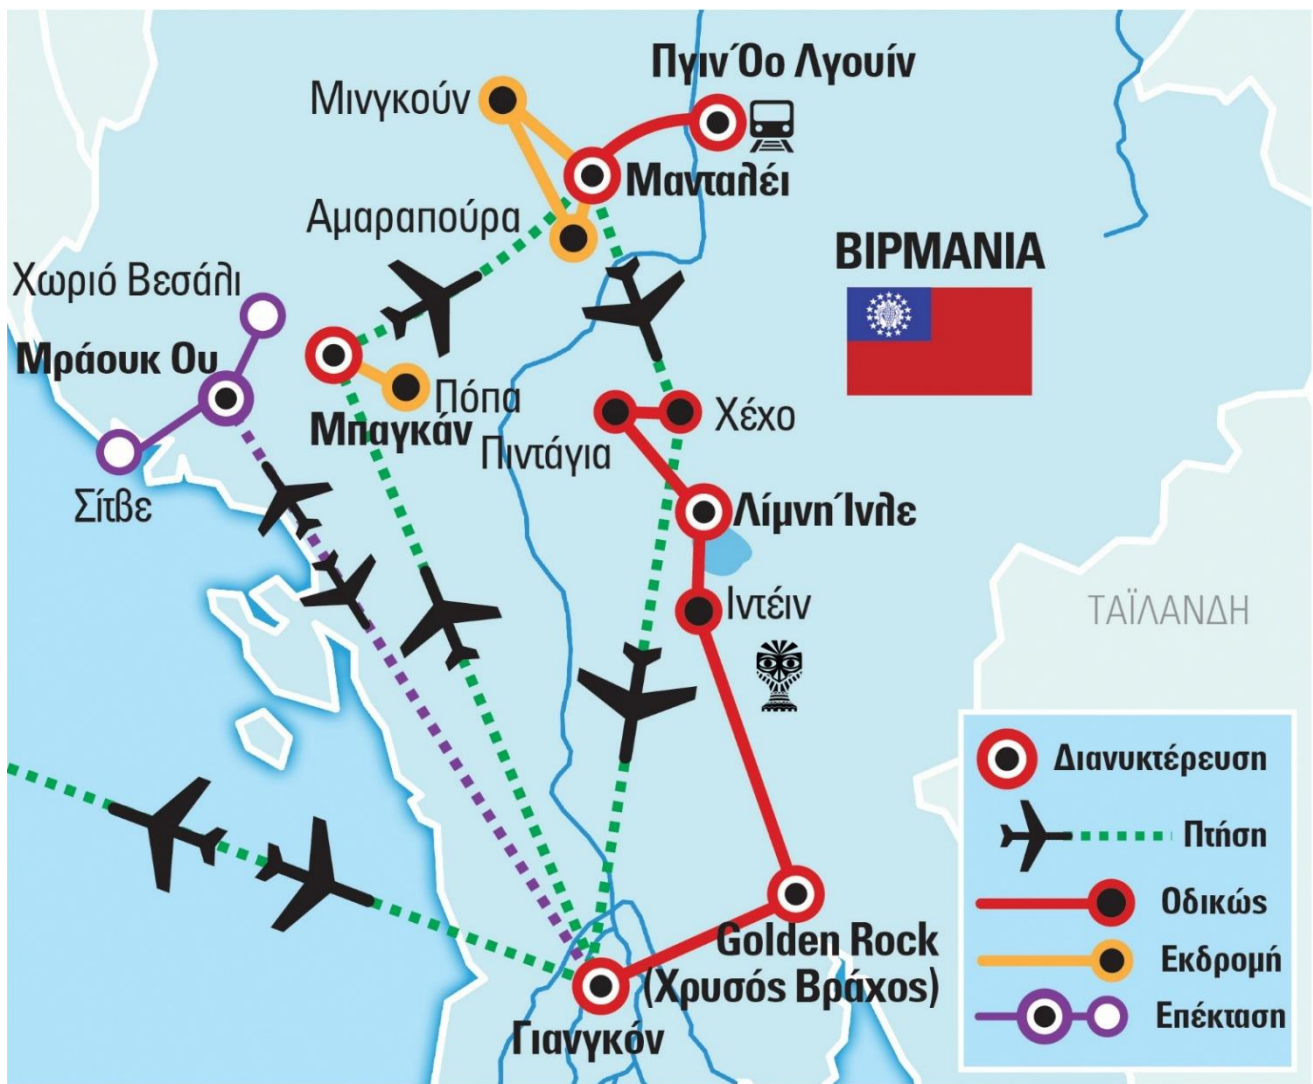 Πγιν Όο Λγουίν
Μινγκούν
Μανταλέι
Αμαραπούρα
ΒΙΡΜΑΝΙΑ
Χωριό Βεσάλι
Μράουκ Ου
Πόπα
Μπαγκάν
Χέχο
Πιντάγια
Σίτβε
Λίμνη Ίνλε
Ιντέιν
ΤΑΪΛΑΝΔΗ
Golden Rock
(Χρυσός Βράχος)
Γιανγκόν
Διανυκτέρευση
Πτήση
Οδικώς
Εκδρομή
Επέκταση